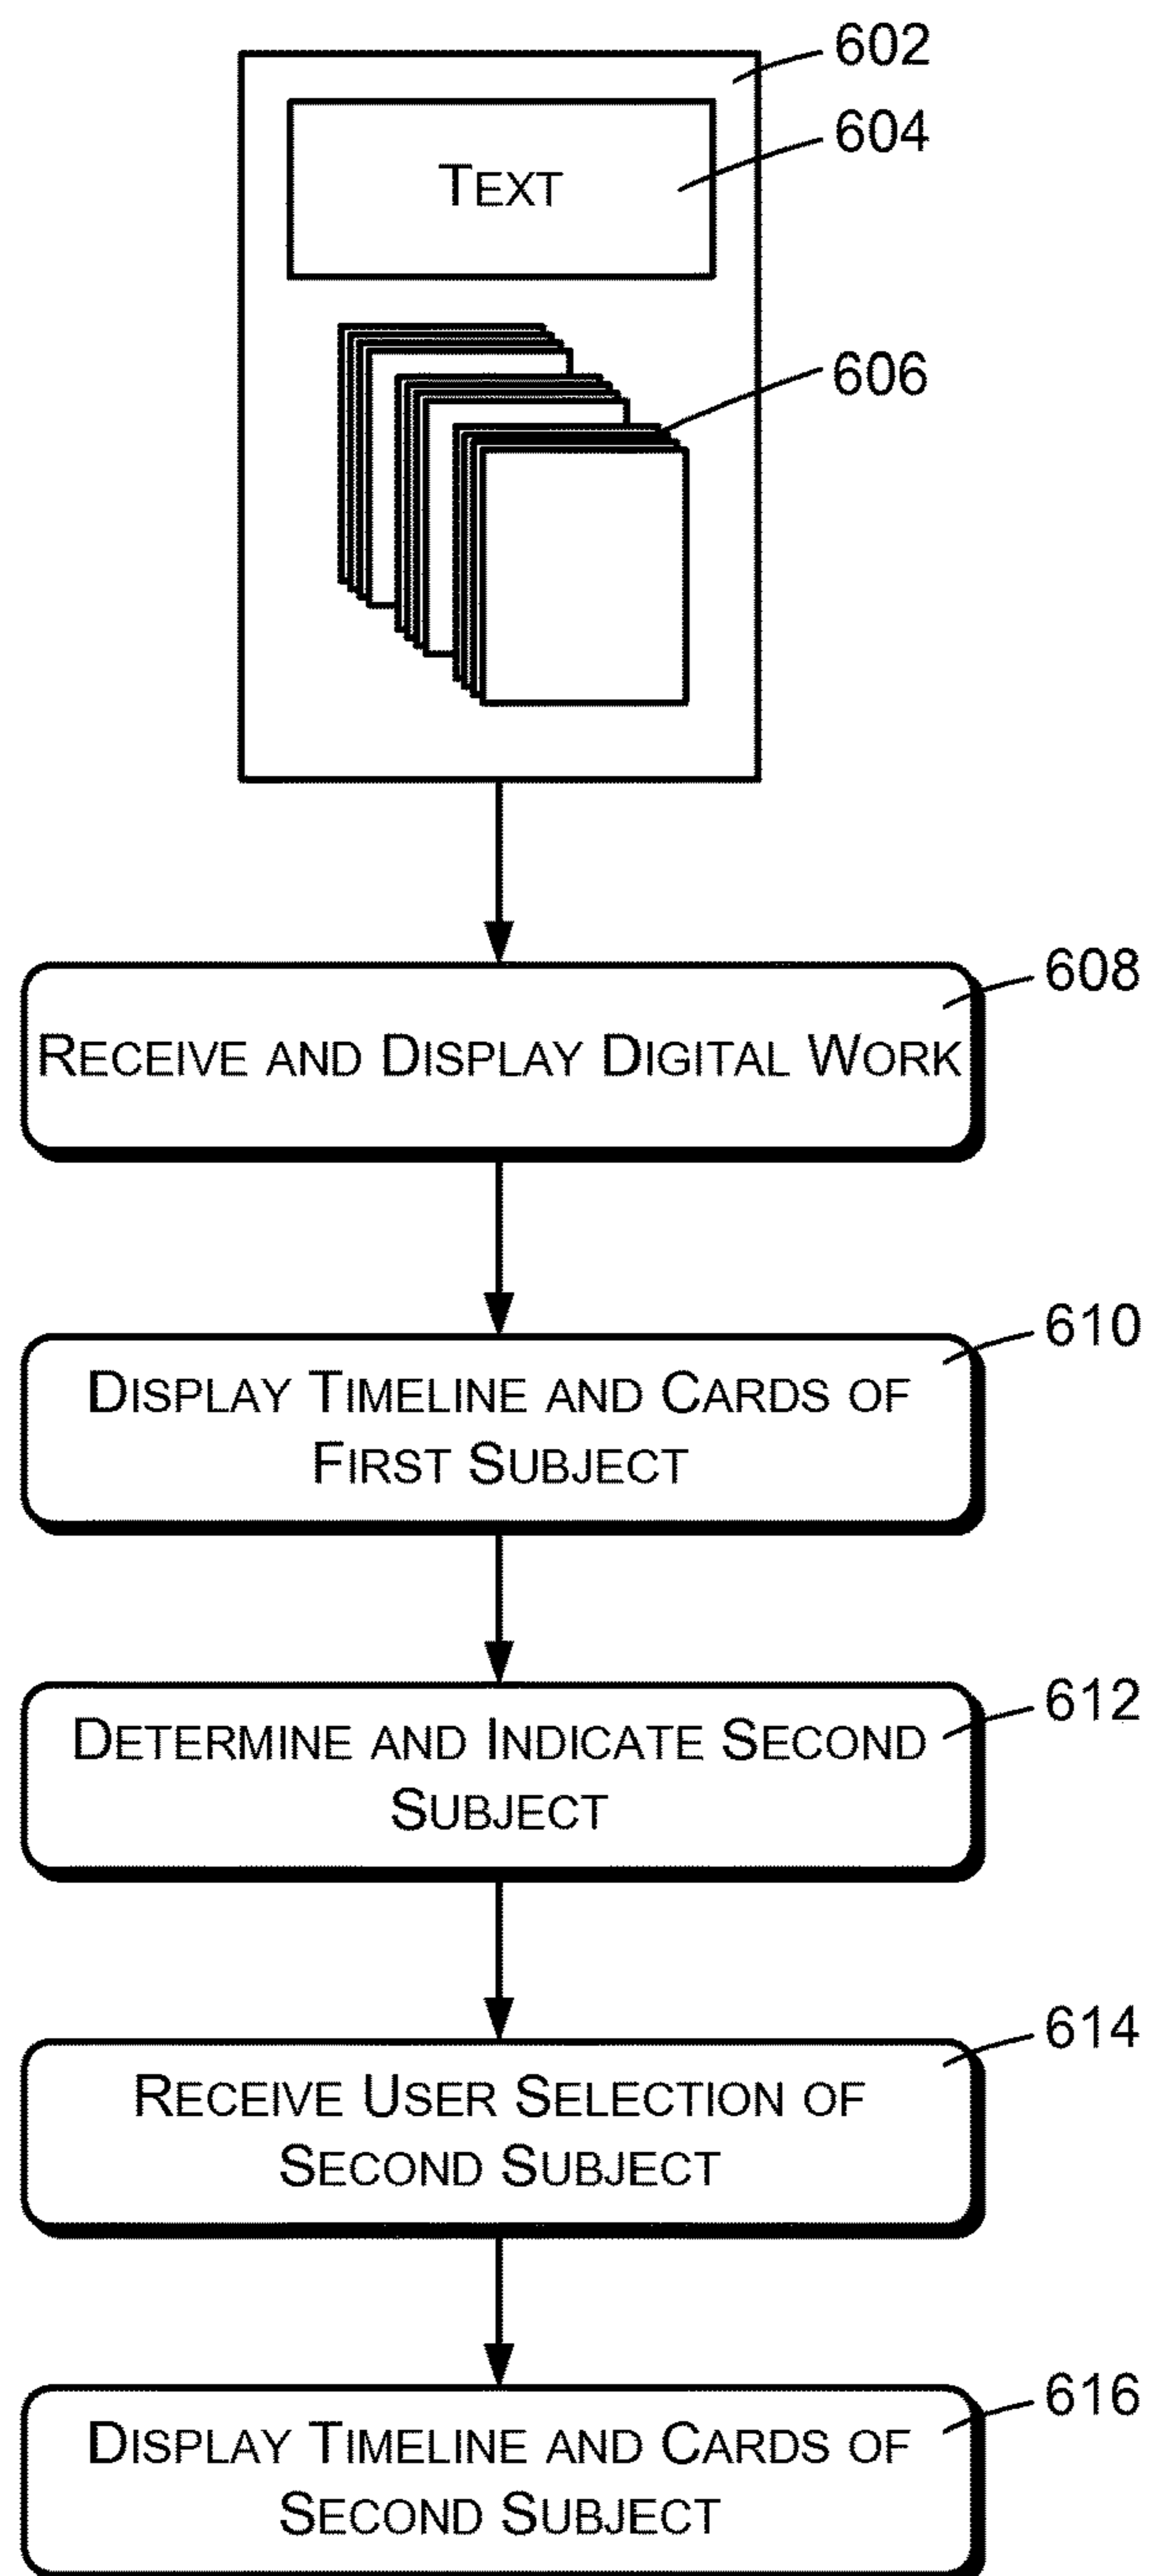 602
604
TEXT
606
608
RECEIVE AND DISPLAY DIGITAL WORK
610
DISPLAY TIMELINE AND CARDS OF
FIRST SUBJECT
612
DETERMINE AND INDICATE SECOND
SUBJECT
614
RECEIVE USER SELECTION OF
SECOND SUBJECT
616
DISPLAY TIMELINE AND CARDS OF
SECOND SUBJECT